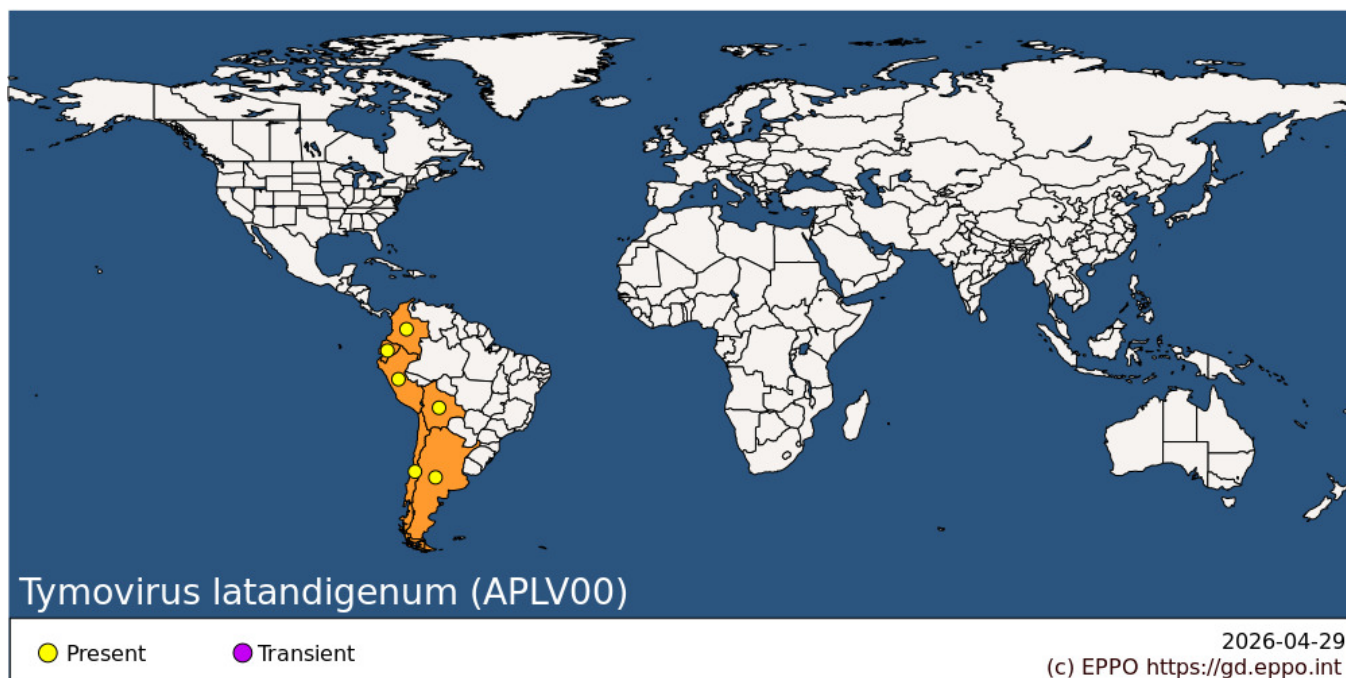 Tymovirus latandigenum (APLV00)
Present
Transient
2026-04-29
(c) EPPO https://gd.eppo.int